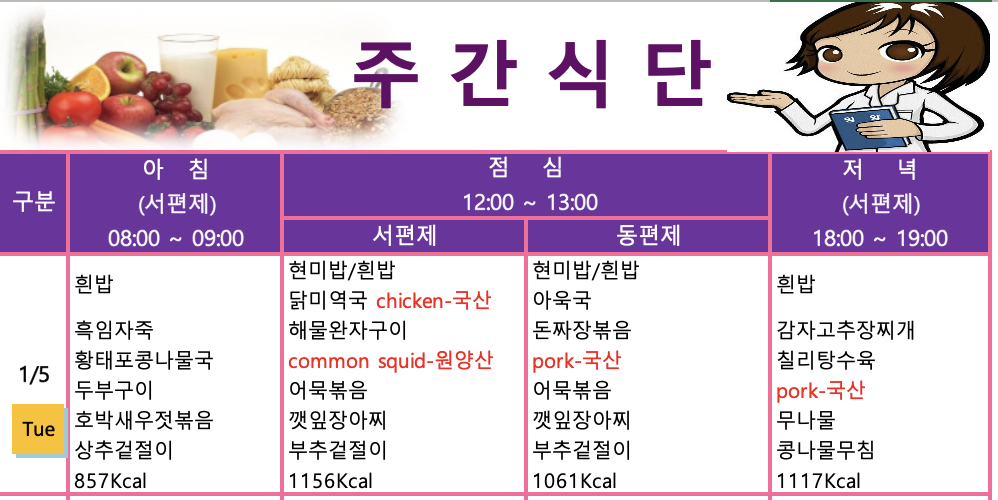 주간식단
구분
아 침
(서편제)
08:00 ~ 09:00
점 심
12:00 ~ 13:00
서편제
동편제
저 녁
(서편제)
18:00 ~ 19:00
1/5
Tue
흰밥
흑임자죽
황태포콩나물국
두부구이
호박새우젓볶음
상추겉절이
857Kcal
현미밥/흰밥
닭미역국 chicken-국산
해물완자구이
common squid-원양산
어묵볶음
깻잎장아찌
부추겉절이
1156Kcal
현미밥/흰밥
아욱국
돈짜장볶음
pork-국산
어묵볶음
깻잎장아찌
부추겉절이
1061Kcal
흰밥
감자고추장찌개
칠리탕수육
pork-국산
무나물
콩나물무침
1117Kcal